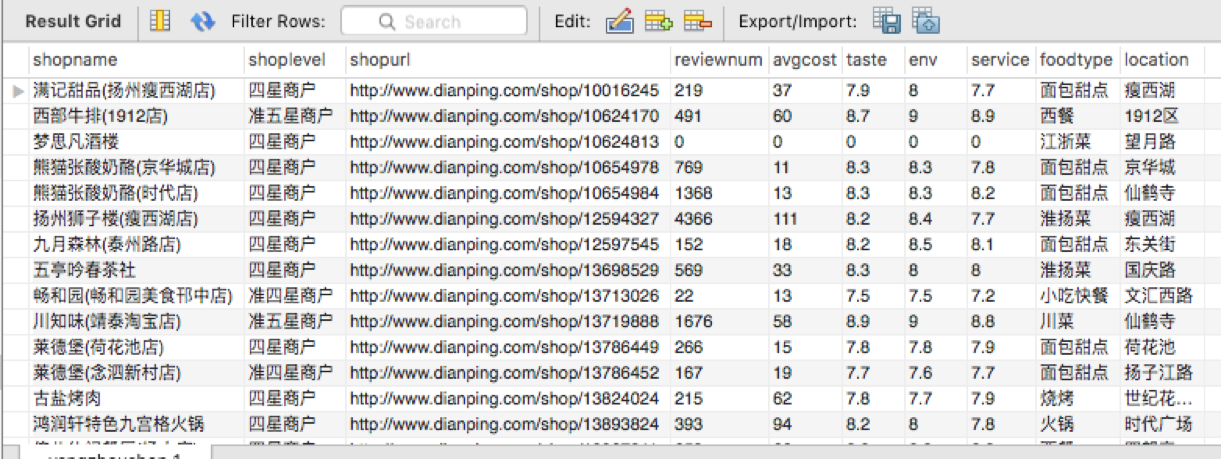 Result Grid Filter Rows: Search Edit: Export/Import:
shopname shoplevel shopurl reviewnum avgcost taste env service foodtype location
满记甜品(扬州瘦西湖店) 四星商户 http://www.dianping.com/shop/10016245 219 37 7.9 8 7.7 面包甜点 瘦西湖
西部牛排(1912店) 准五星商户 http://www.dianping.com/shop/10624170 491 60 8.7 9 8.9 西餐 1912区
梦思凡酒楼 四星商户 http://www.dianping.com/shop/10624813 0 0 0 0 0 江浙菜 望月路
熊猫张酸奶酪(京华城店) 四星商户 http://www.dianping.com/shop/10654978 769 11 8.3 8.3 7.8 面包甜点 京华城
熊猫张酸奶酪(时代店) 四星商户 http://www.dianping.com/shop/10654984 1368 13 8.3 8.3 8.2 面包甜点 仙鹤寺
扬州狮子楼(瘦西湖店) 四星商户 http://www.dianping.com/shop/12594327 4366 111 8.2 8.4 7.7 淮扬菜 瘦西湖
九月森林(泰州路店) 四星商户 http://www.dianping.com/shop/12597545 152 18 8.2 8.5 8.1 面包甜点 东关街
五亭吟春茶社 四星商户 http://www.dianping.com/shop/13698529 569 33 8.3 8 8 淮扬菜 国庆路
畅和园(畅和园美食邗中店) 准四星商户 http://www.dianping.com/shop/13713026 22 13 7.5 7.5 7.2 小吃快餐 文汇西路
川知味(靖泰淘宝店) 准五星商户 http://www.dianping.com/shop/13719888 1676 58 8.9 9 8.8 川菜 仙鹤寺
莱德堡(荷花池店) 四星商户 http://www.dianping.com/shop/13786449 266 15 7.8 7.8 7.9 面包甜点 荷花池
莱德堡(念泗新村店) 准四星商户 http://www.dianping.com/shop/13786452 167 19 7.7 7.6 7.7 面包甜点 扬子江路
古盐烤肉 四星商户 http://www.dianping.com/shop/13824024 215 62 7.8 7.7 7.9 烧烤 世纪花...
鸿润轩特色九宫格火锅 四星商户 http://www.dianping.com/shop/13893824 393 94 8.2 8 7.8 火锅 时代广场